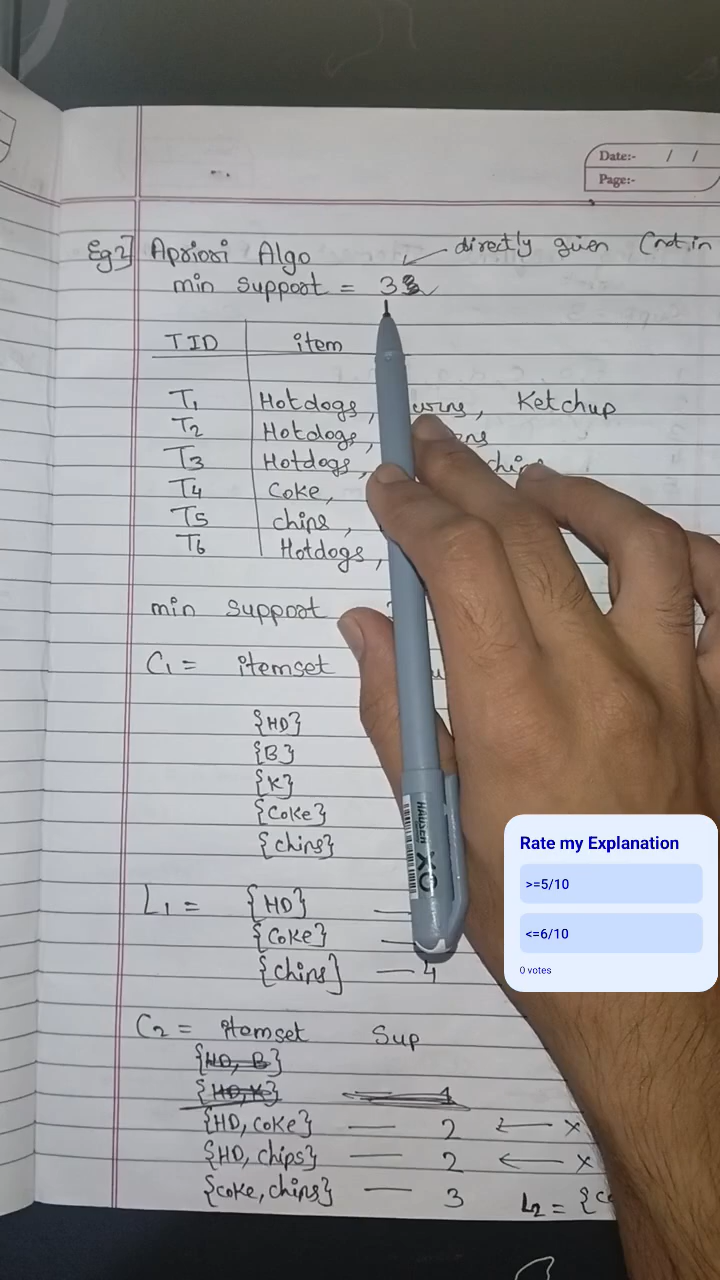 Date:- / /
Page:-
Eg2] Apriori Algo directly given (not in
min support = 3
TID item
T1 Hotdogs, Ketchup
T2 Hotdogs,
T3 Hotdogs,
T4 Coke,
T5 chips,
T6 Hotdogs,
min support
C1 = itemset
{HD}
{B}
{K}
{Coke}
{chips}
L1 = {HD}
{Coke}
{chips} — 4
C2 = itemset Sup
{HD, B}
{HD, K} 1
{HD, coke} — 2 ← x
{HD, chips} — 2 ← x
{coke, chips} — 3 L2 = {co
HAUSER XO
Rate my Explanation
>=5/10
<=6/10
0 votes